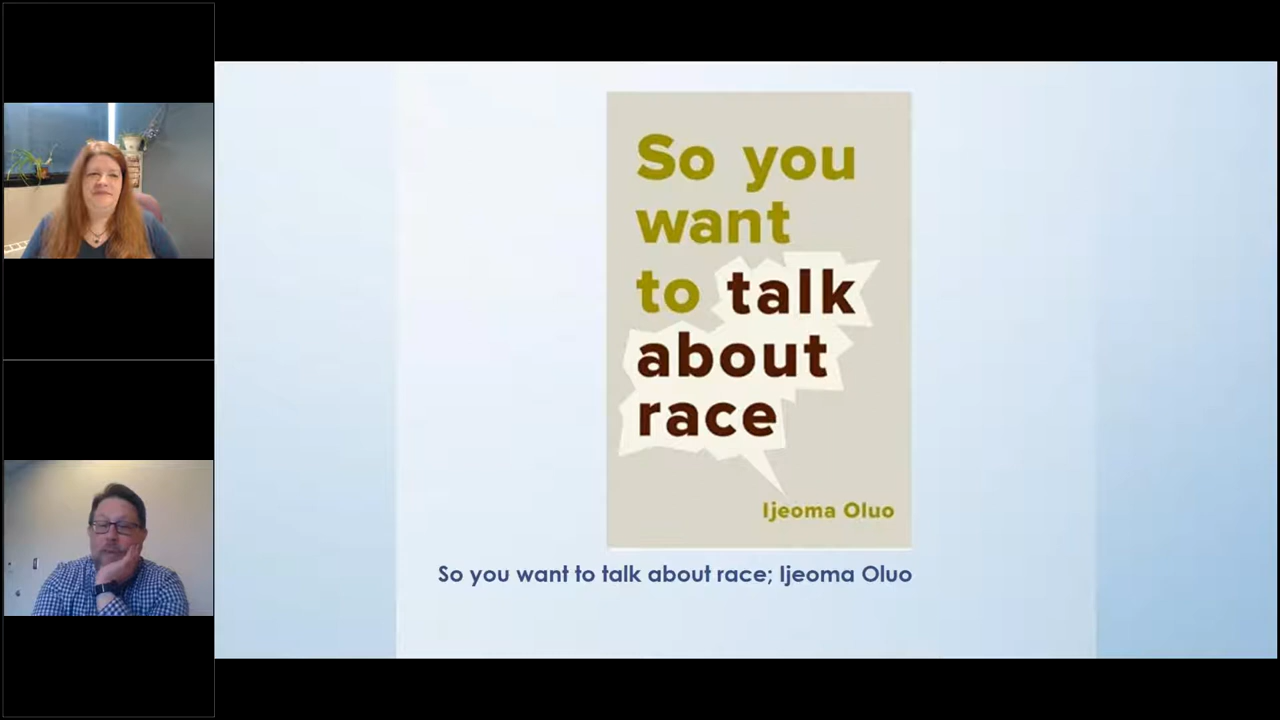 So you
want
to talk
about
race
Ijeoma Oluo
So you want to talk about race; Ijeoma Oluo